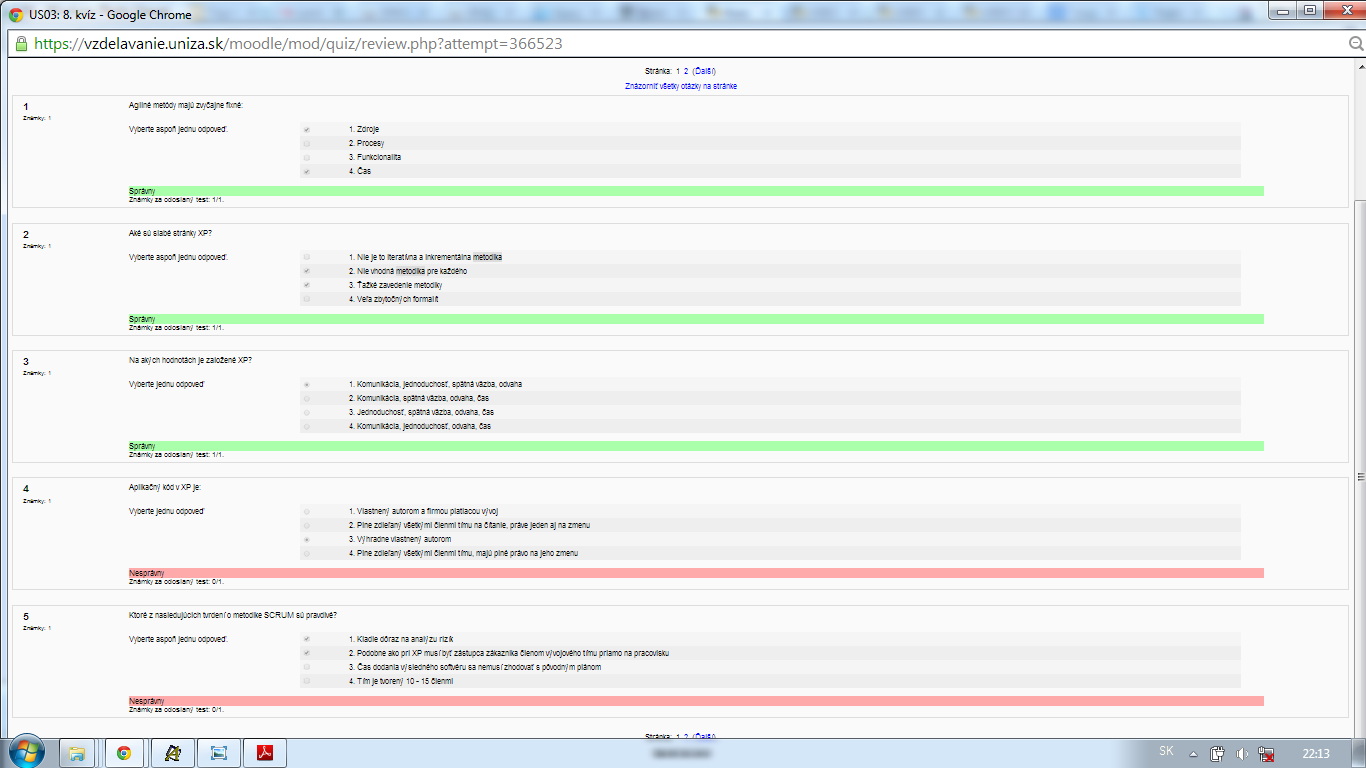 US03: 8. kvíz - Google Chrome
https://vzdelavanie.uniza.sk/moodle/mod/quiz/review.php?attempt=366523
Stránka: 1 2 (Ďalší)
Znázorniť všetky otázky na stránke
1
Známky: 1
Agilné metódy majú zvyčajne fixné:
Vyberte aspoň jednu odpoveď.
1. Zdroje
2. Procesy
3. Funkcionalita
4. Čas
Správny
Známky za odoslaný test: 1/1.
2
Známky: 1
Aké sú slabé stránky XP?
Vyberte aspoň jednu odpoveď.
1. Nie je to iteratívna a inkrementálna metodika
2. Nie vhodná metodika pre každého
3. Ťažké zavedenie metodiky
4. Veľa zbytočných formalít
Správny
Známky za odoslaný test: 1/1.
3
Známky: 1
Na akých hodnotách je založené XP?
Vyberte jednu odpoveď
1. Komunikácia, jednoduchosť, spätná väzba, odvaha
2. Komunikácia, spätná väzba, odvaha, čas
3. Jednoduchosť, spätná väzba, odvaha, čas
4. Komunikácia, jednoduchosť, odvaha, čas
Správny
Známky za odoslaný test: 1/1.
4
Známky: 1
Aplikačný kód v XP je:
Vyberte jednu odpoveď
1. Vlastnený autorom a firmou platiacou vývoj
2. Plne zdieľaný všetkými členmi tímu na čítanie, práve jeden aj na zmenu
3. Výhradne vlastnený autorom
4. Plne zdieľaný všetkými členmi tímu, majú plné právo na jeho zmenu
Nesprávny
Známky za odoslaný test: 0/1.
5
Známky: 1
Ktoré z nasledujúcich tvrdení o metodike SCRUM sú pravdivé?
Vyberte aspoň jednu odpoveď.
1. Kladie dôraz na analýzu rizík
2. Podobne ako pri XP musí byť zástupca zákazníka členom vývojového tímu priamo na pracovisku
3. Čas dodania výsledného softvéru sa nemusí zhodovať s pôvodným plánom
4. Tím je tvorený 10 - 15 členmi
Nesprávny
Známky za odoslaný test: 0/1.
Stránka: 1 2 (Ďalší)
SK
22:13